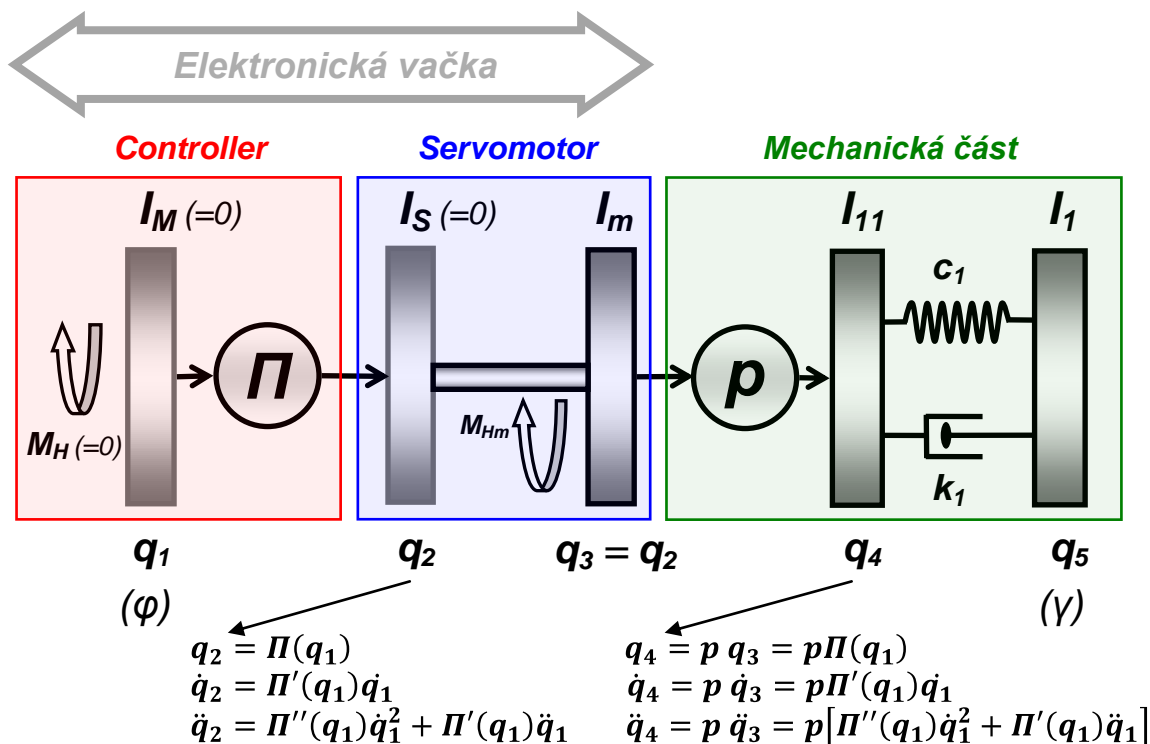 Elektronická vačka
Controller Servomotor Mechanická část
I_M (=0) I_S (=0) I_m I_11 I_1
c_1
Π p
M_H (=0) M_Hm
k_1
q_1 q_2 q_3 = q_2 q_4 q_5
(φ) (γ)
q_2 = Π(q_1) q_4 = p q_3 = pΠ(q_1)
q̇_2 = Π′(q_1)q̇_1 q̇_4 = p q̇_3 = pΠ′(q_1)q̇_1
q̈_2 = Π′′(q_1)q̇_1^2 + Π′(q_1)q̈_1 q̈_4 = p q̈_3 = p[Π′′(q_1)q̇_1^2 + Π′(q_1)q̈_1]